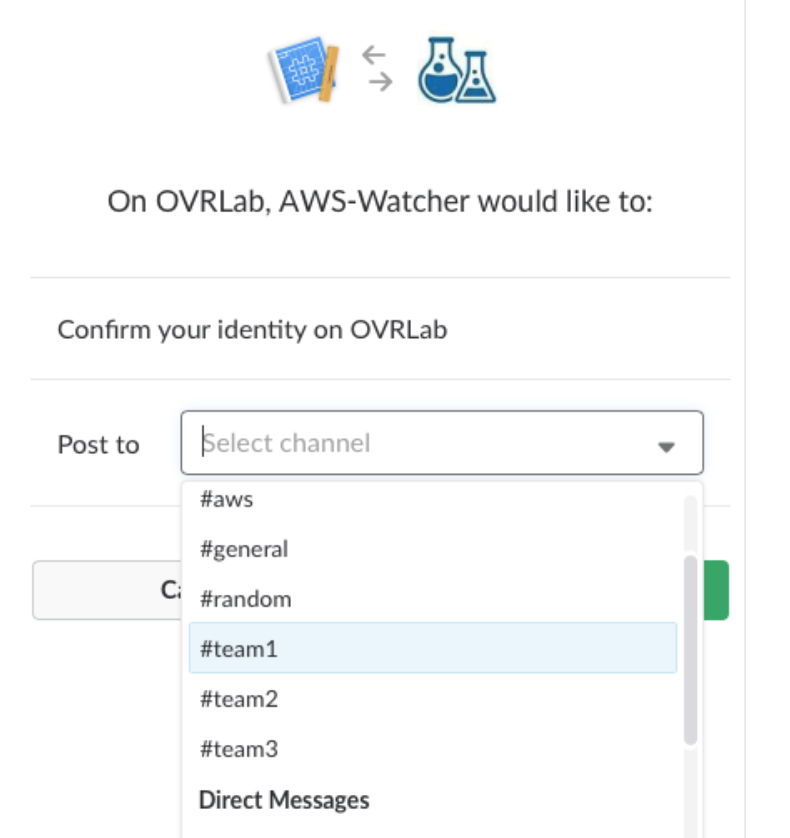 On OVRLab, AWS-Watcher would like to:
Confirm your identity on OVRLab
Post to
Select channel
#aws
#general
#random
#team1
#team2
#team3
Direct Messages